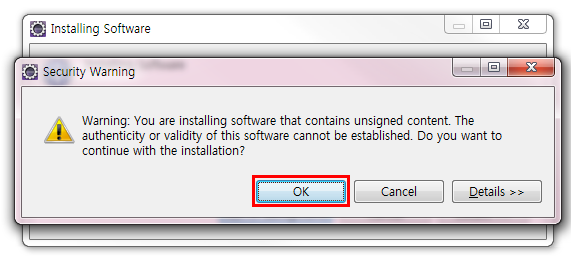 Installing Software
Security Warning
Warning: You are installing software that contains unsigned content. The
authenticity or validity of this software cannot be established. Do you want to
continue with the installation?
OK
Cancel
Details >>